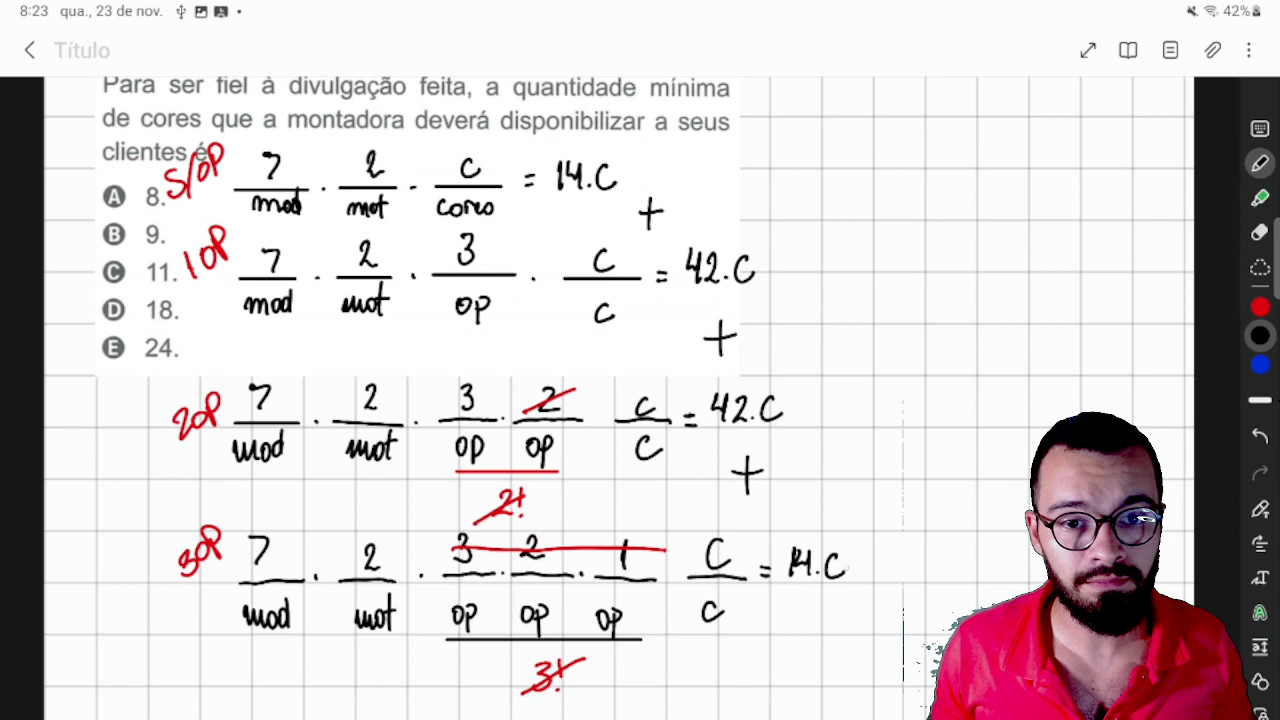 8:23 qua., 23 de nov.
42%
Título
Para ser fiel à divulgação feita, a quantidade mínima
de cores que a montadora deverá disponibilizar a seus
clientes é
A 8.
B 9.
C 11.
D 18.
E 24.
S/OP 7/mod . 2/mot . C/cores = 14.C
+
1OP 7/mod . 2/mot . 3/op . C/C = 42.C
+
2OP 7/mod . 2/mot . 3/op . 2/op C/C = 42.C
2!
+
3OP 7/mod . 2/mot . 3/op . 2/op . 1/op C/C = 14.C
3!